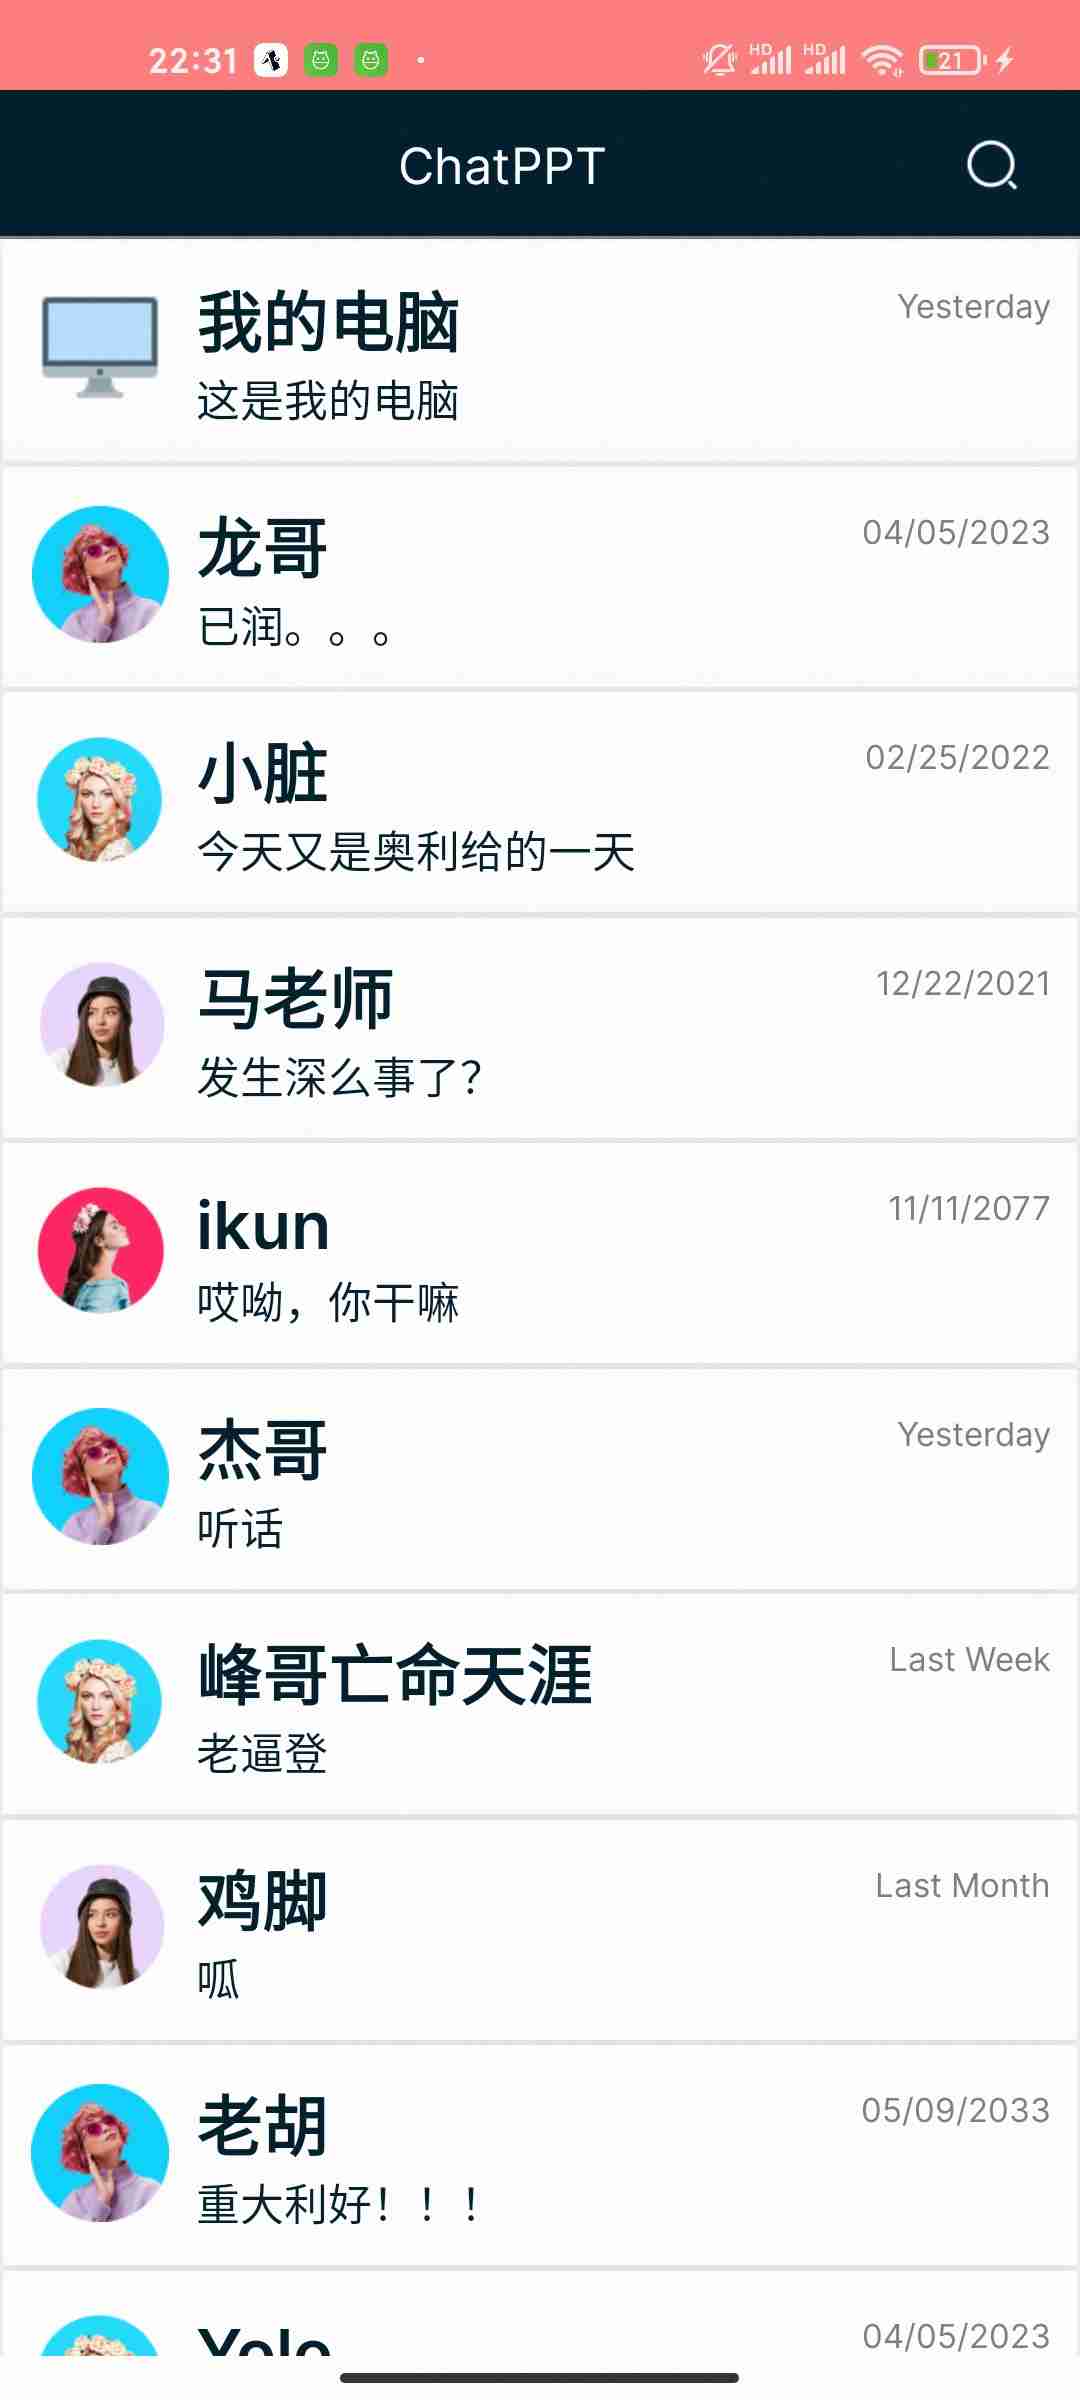 22:31
HD HD 21
ChatPPT
我的电脑
Yesterday
这是我的电脑
龙哥
04/05/2023
已润。。。
小脏
02/25/2022
今天又是奥利给的一天
马老师
12/22/2021
发生深么事了？
ikun
11/11/2077
哎呦，你干嘛
杰哥
Yesterday
听话
峰哥亡命天涯
Last Week
老逼登
鸡脚
Last Month
呱
老胡
05/09/2033
重大利好！！！
Yolo
04/05/2023